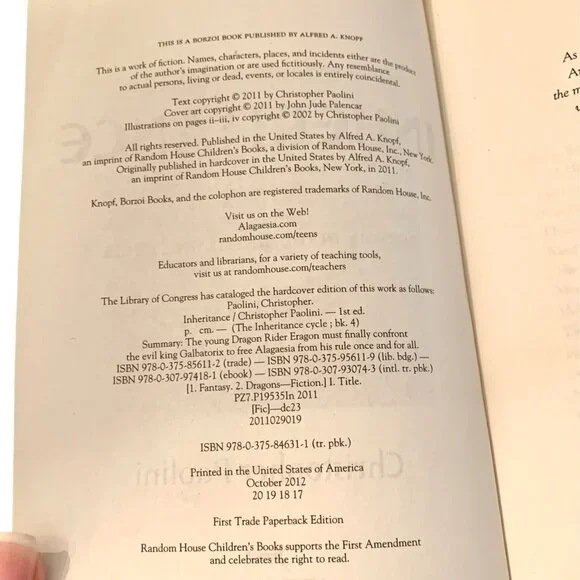 THIS IS A BORZOI BOOK PUBLISHED BY ALFRED A. KNOPF
This is a work of fiction. Names, characters, places, and incidents either are the product
of the author's imagination or are used fictitiously. Any resemblance
to actual persons, living or dead, events, or locales is entirely coincidental.
Text copyright © 2011 by Christopher Paolini
Cover art copyright © 2011 by John Jude Palencar
Illustrations on pages ii–iii, iv copyright © 2002 by Christopher Paolini
All rights reserved. Published in the United States by Alfred A. Knopf,
an imprint of Random House Children's Books, a division of Random House, Inc., New York.
Originally published in hardcover in the United States by Alfred A. Knopf,
an imprint of Random House Children's Books, New York, in 2011.
Knopf, Borzoi Books, and the colophon are registered trademarks of Random House, Inc.
Visit us on the Web!
Alagaesia.com
randomhouse.com/teens
Educators and librarians, for a variety of teaching tools,
visit us at randomhouse.com/teachers
The Library of Congress has cataloged the hardcover edition of this work as follows:
Paolini, Christopher.
Inheritance / Christopher Paolini. — 1st ed.
p. cm. — (The Inheritance cycle ; bk. 4)
Summary: The young Dragon Rider Eragon must finally confront
the evil king Galbatorix to free Alagaesia from his rule once and for all.
ISBN 978-0-375-85611-2 (trade) — ISBN 978-0-375-95611-9 (lib. bdg.) —
ISBN 978-0-307-97418-1 (ebook) — ISBN 978-0-307-93074-3 (intl. tr. pbk.)
[1. Fantasy. 2. Dragons—Fiction.] I. Title.
PZ7.P19535In 2011
[Fic]—dc23
2011029019
ISBN 978-0-375-84631-1 (tr. pbk.)
Printed in the United States of America
October 2012
20 19 18 17
First Trade Paperback Edition
Random House Children's Books supports the First Amendment
and celebrates the right to read.
As
the m